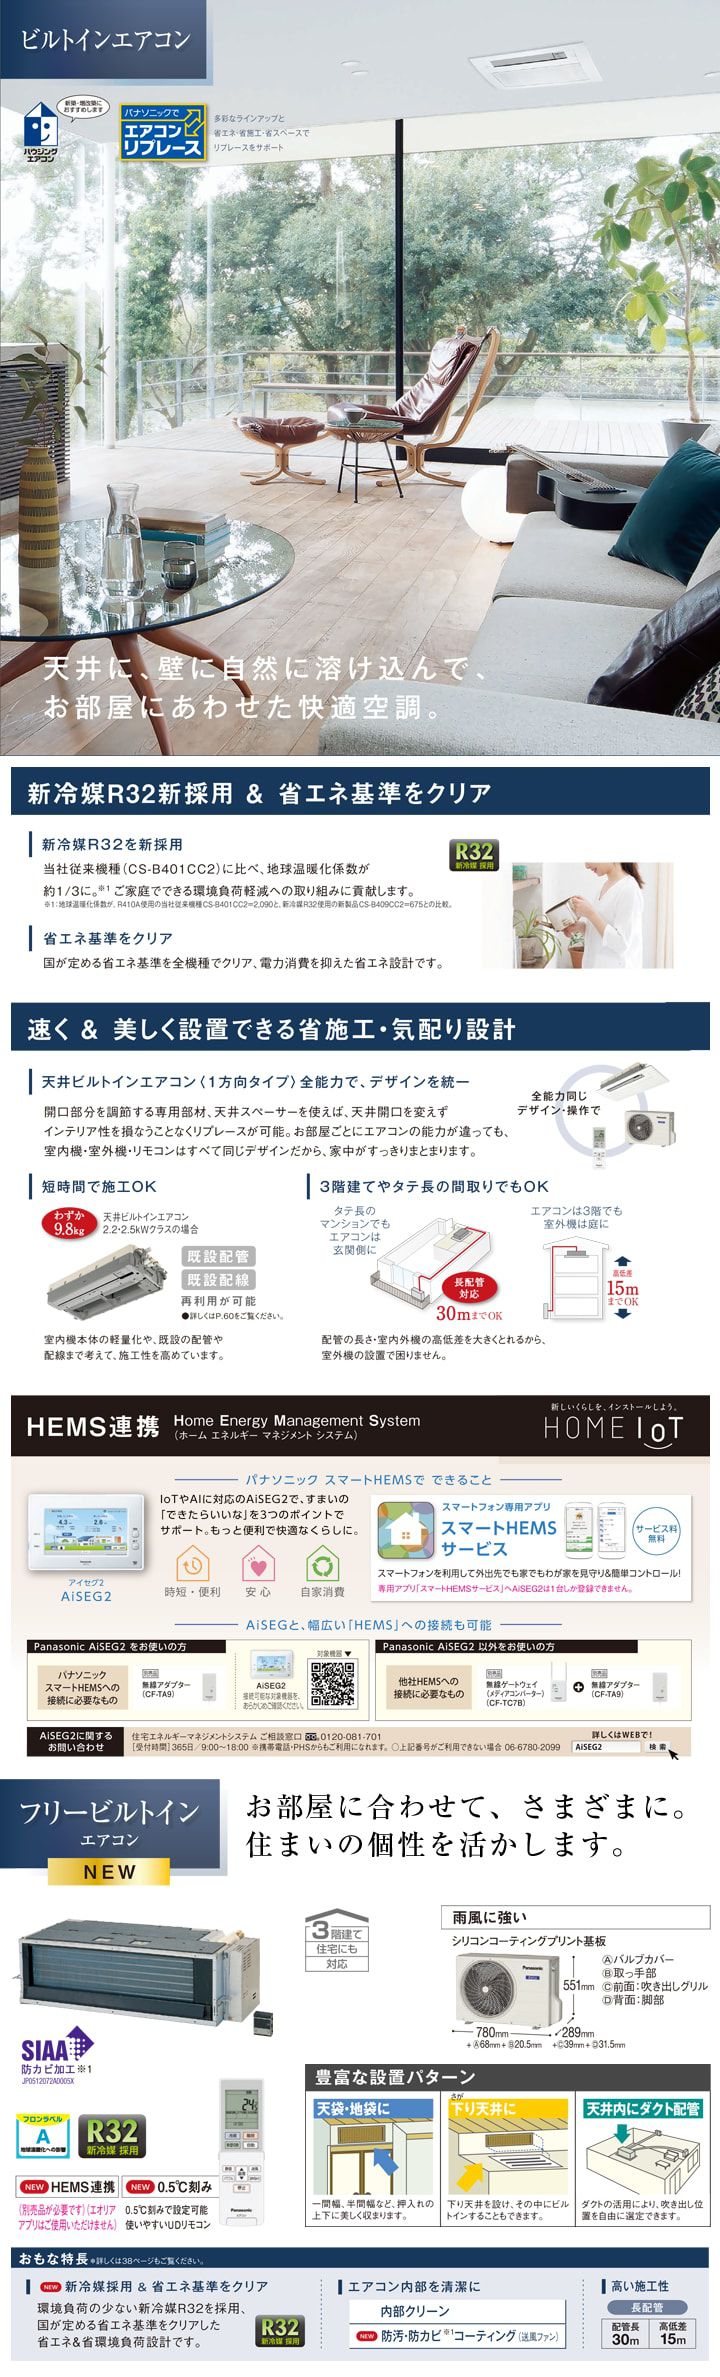 ビルトインエアコン
新築・増改築に
おすすめします
ハウジング
エアコン
パナソニックで
エアコン
リプレース
多彩なラインアップと
省エネ・省施工・省スペースで
リプレースをサポート
天井に、壁に自然に溶け込んで、
お部屋にあわせた快適空調。
新冷媒R32新採用 & 省エネ基準をクリア
新冷媒R32を新採用
当社従来機種(CS-B401CC2)に比べ、地球温暖化係数が
約1/3に。※1 ご家庭でできる環境負荷軽減への取り組みに貢献します。
※1:地球温暖化係数が、R410A使用の当社従来機種CS-B401CC2=2,090と、新冷媒R32使用の新製品CS-B409CC2=675との比較。
R32
新冷媒 採用
省エネ基準をクリア
国が定める省エネ基準を全機種でクリア、電力消費を抑えた省エネ設計です。
速く & 美しく設置できる省施工・気配り設計
天井ビルトインエアコン〈1方向タイプ〉全能力で、デザインを統一
開口部分を調節する専用部材、天井スペーサーを使えば、天井開口を変えず
インテリア性を損なうことなくリプレースが可能。お部屋ごとにエアコンの能力が違っても、
室内機・室外機・リモコンはすべて同じデザインだから、家中がすっきりまとまります。
全能力同じ
デザイン・操作で
短時間で施工OK
わずか
9.8kg
天井ビルトインエアコン
2.2-2.5kWクラスの場合
既設配管
既設配線
再利用が可能
●詳しくはP.60をご覧ください。
室内機本体の軽量化や、既設の配管や
配線まで考えて、施工性を高めています。
3階建てやタテ長の間取りでもOK
タテ長の
マンションでも
エアコンは
玄関側に
長配管
対応
30mまでOK
エアコンは3階でも
室外機は庭に
高低差
15m
までOK
配管の長さ・室内外機の高低差を大きくとれるから、
室外機の設置で困りません。
HEMS連携
Home Energy Management System
(ホーム エネルギー マネジメント システム)
新しいくらしを、インストールしよう。
HOME IoT
パナソニック スマートHEMSで できること
アイセグ2
AiSEG2
IoTやAIに対応のAiSEG2で、すまいの
「できたらいいな」を3つのポイントで
サポート。もっと便利で快適なくらしに。
時短・便利
安心
自家消費
スマートフォン専用アプリ
スマートHEMS
サービス
サービス料
無料
スマートフォンを利用して外出先でも家でもわが家を見守り&簡単コントロール!
専用アプリ「スマートHEMSサービス」へAiSEG2は1台しか登録できません。
AiSEGと、幅広い「HEMS」への接続も可能
Panasonic AiSEG2 をお使いの方
パナソニック
スマートHEMSへの
接続に必要なもの
別売品
無線アダプター
(CF-TA9)
AiSEG2
接続可能な対象機器を、
あらかじめご確認ください。
対象機器▼
Panasonic AiSEG2 以外をお使いの方
他社HEMSへの
接続に必要なもの
別売品
無線ゲートウェイ
(メディアコンバーター)
(CF-TC7B)
別売品
無線アダプター
(CF-TA9)
AiSEG2に関する
お問い合わせ
住宅エネルギーマネジメントシステム ご相談窓口 0120-081-701
[受付時間]365日/9:00~18:00 ※携帯電話・PHSからもご利用になれます。 ○上記番号がご利用できない場合 06-6780-2099
詳しくはWEBで!
AiSEG2 検索
フリービルトイン
エアコン
NEW
お部屋に合わせて、さまざまに。
住まいの個性を活かします。
3階建て
住宅にも
対応
雨風に強い
シリコンコーティングプリント基板
Panasonic
Ⓐバルブカバー
Ⓑ取っ手部
Ⓒ前面:吹き出しグリル
Ⓓ背面:脚部
551mm
780mm
+Ⓐ68mm+Ⓑ20.5mm
289mm
+Ⓒ39mm+Ⓓ31.5mm
SIAA
防カビ加工※1
JP0512072A0005X
フロンラベル
A
地球温暖化への影響
R32
新冷媒 採用
NEW HEMS連携
(別売品が必要です)(エオリア
アプリはご使用いただけません)
NEW 0.5℃刻み
0.5℃刻みで設定可能
使いやすいUDリモコン
Panasonic
豊富な設置パターン
天袋・地袋に
一間幅、半間幅など、押入れの
上下に美しく収まります。
さが
下り天井に
下り天井を設け、その中にビル
トインすることもできます。
天井内にダクト配管
ダクトの活用により、吹き出し位
置を自由に選定できます。
おもな特長 ※詳しくは38ページもご覧ください。
NEW 新冷媒採用 & 省エネ基準をクリア
環境負荷の少ない新冷媒R32を採用、
国が定める省エネ基準をクリアした
省エネ&省環境負荷設計です。
R32
新冷媒 採用
エアコン内部を清潔に
内部クリーン
NEW 防汚・防カビ※1コーティング(送風ファン)
高い施工性
長配管
配管長
30m
高低差
15m